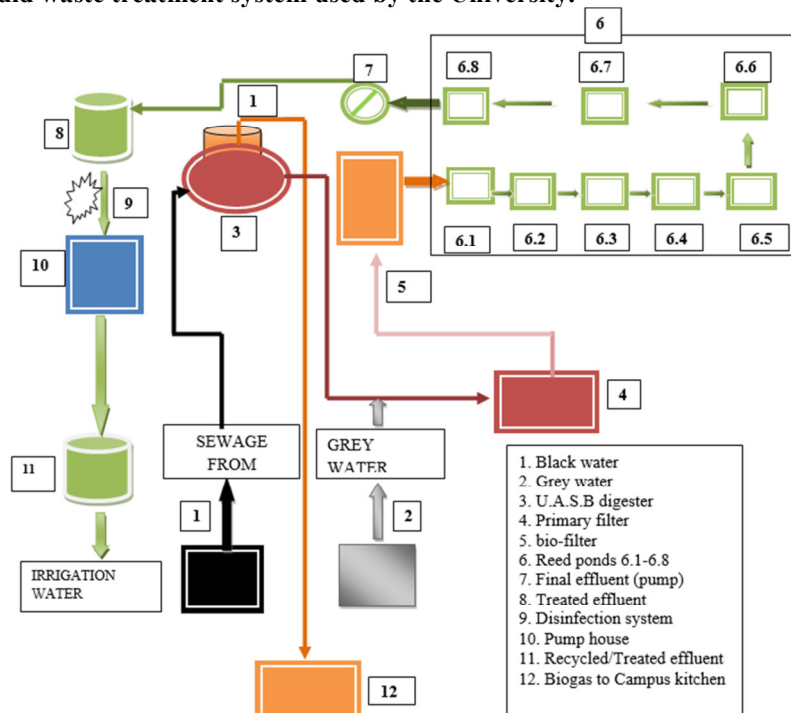 uid waste treatment system used by the University.
6
7
6.8
6.7
6.6
1
8
9
3
6.1
6.2
6.3
6.4
6.5
10
5
4
SEWAGE
FROM
GREY
WATER
11
1
2
IRRIGATION
WATER
12
1. Black water
2. Grey water
3. U.A.S.B digester
4. Primary filter
5. bio-filter
6. Reed ponds 6.1-6.8
7. Final effluent (pump)
8. Treated effluent
9. Disinfection system
10. Pump house
11. Recycled/Treated effluent
12. Biogas to Campus kitchen